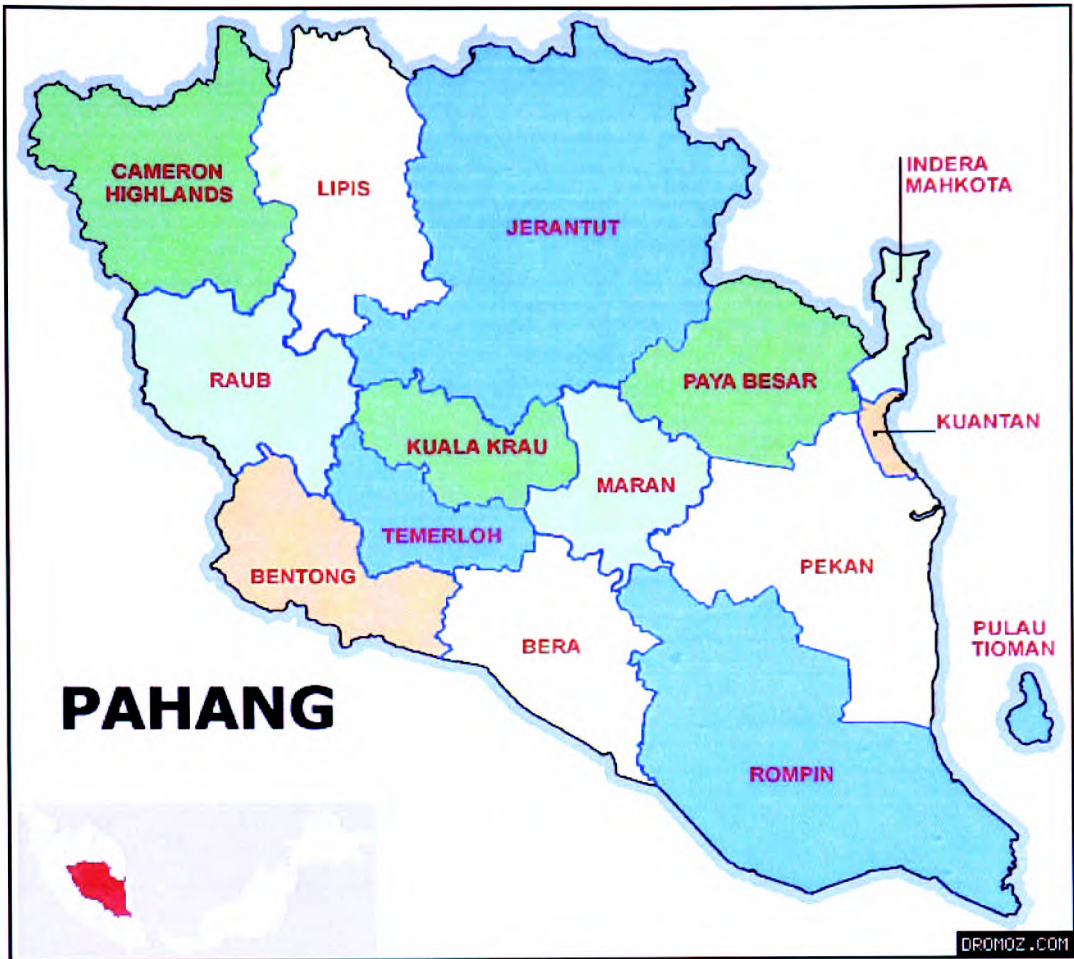 CAMERON
HIGHLANDS
LIPIS
JERANTUT
INDERA
MAHKOTA
RAUB
PAYA BESAR
KUANTAN
KUALA KRAU
MARAN
TEMERLOH
BENTONG
PEKAN
BERA
PULAU
TIOMAN
PAHANG
ROMPIN
DROMOZ.COM